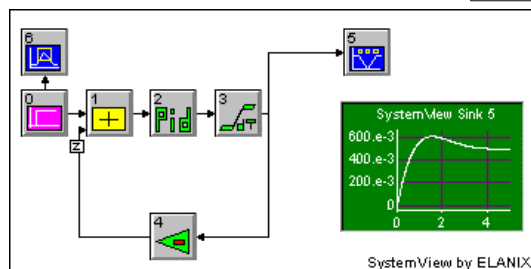 6
5
0
1
2
3
Pid
z
4
SystemView Sink 5
600.e-3
400.e-3
200.e-3
0
0 2 4
SystemView by ELANIX